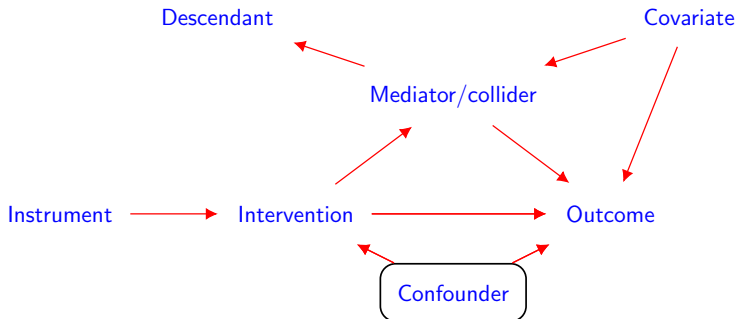 Descendant
Covariate
Mediator/collider
Instrument
Intervention
Outcome
Confounder